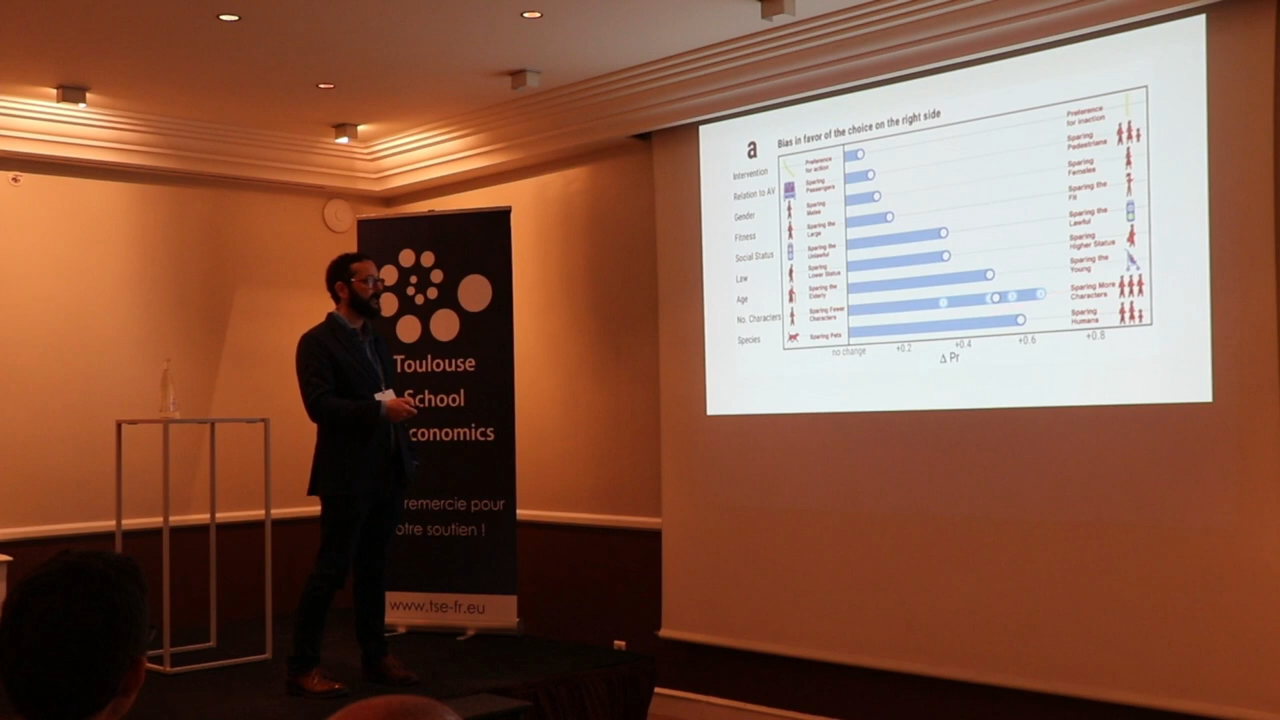 Toulouse
School
conomics
remercie pour
otre soutien !
www.tse-fr.eu
a
Bias in favor of the choice on the right side
Intervention
Relation to AV
Gender
Fitness
Social Status
Law
Age
No. Characters
Species
Preference
for action
Sparing
Passengers
Sparing
Males
Sparing the
Large
Sparing the
Unlawful
Sparing
Lower Status
Sparing the
Elderly
Sparing Fewer
Characters
Sparing Pets
Preference
for inaction
Sparing
Pedestrians
Sparing
Females
Sparing the
Fit
Sparing the
Lawful
Sparing
Higher Status
Sparing the
Young
Sparing More
Characters
Sparing
Humans
no change
+0.2
+0.4
+0.6
+0.8
Δ Pr